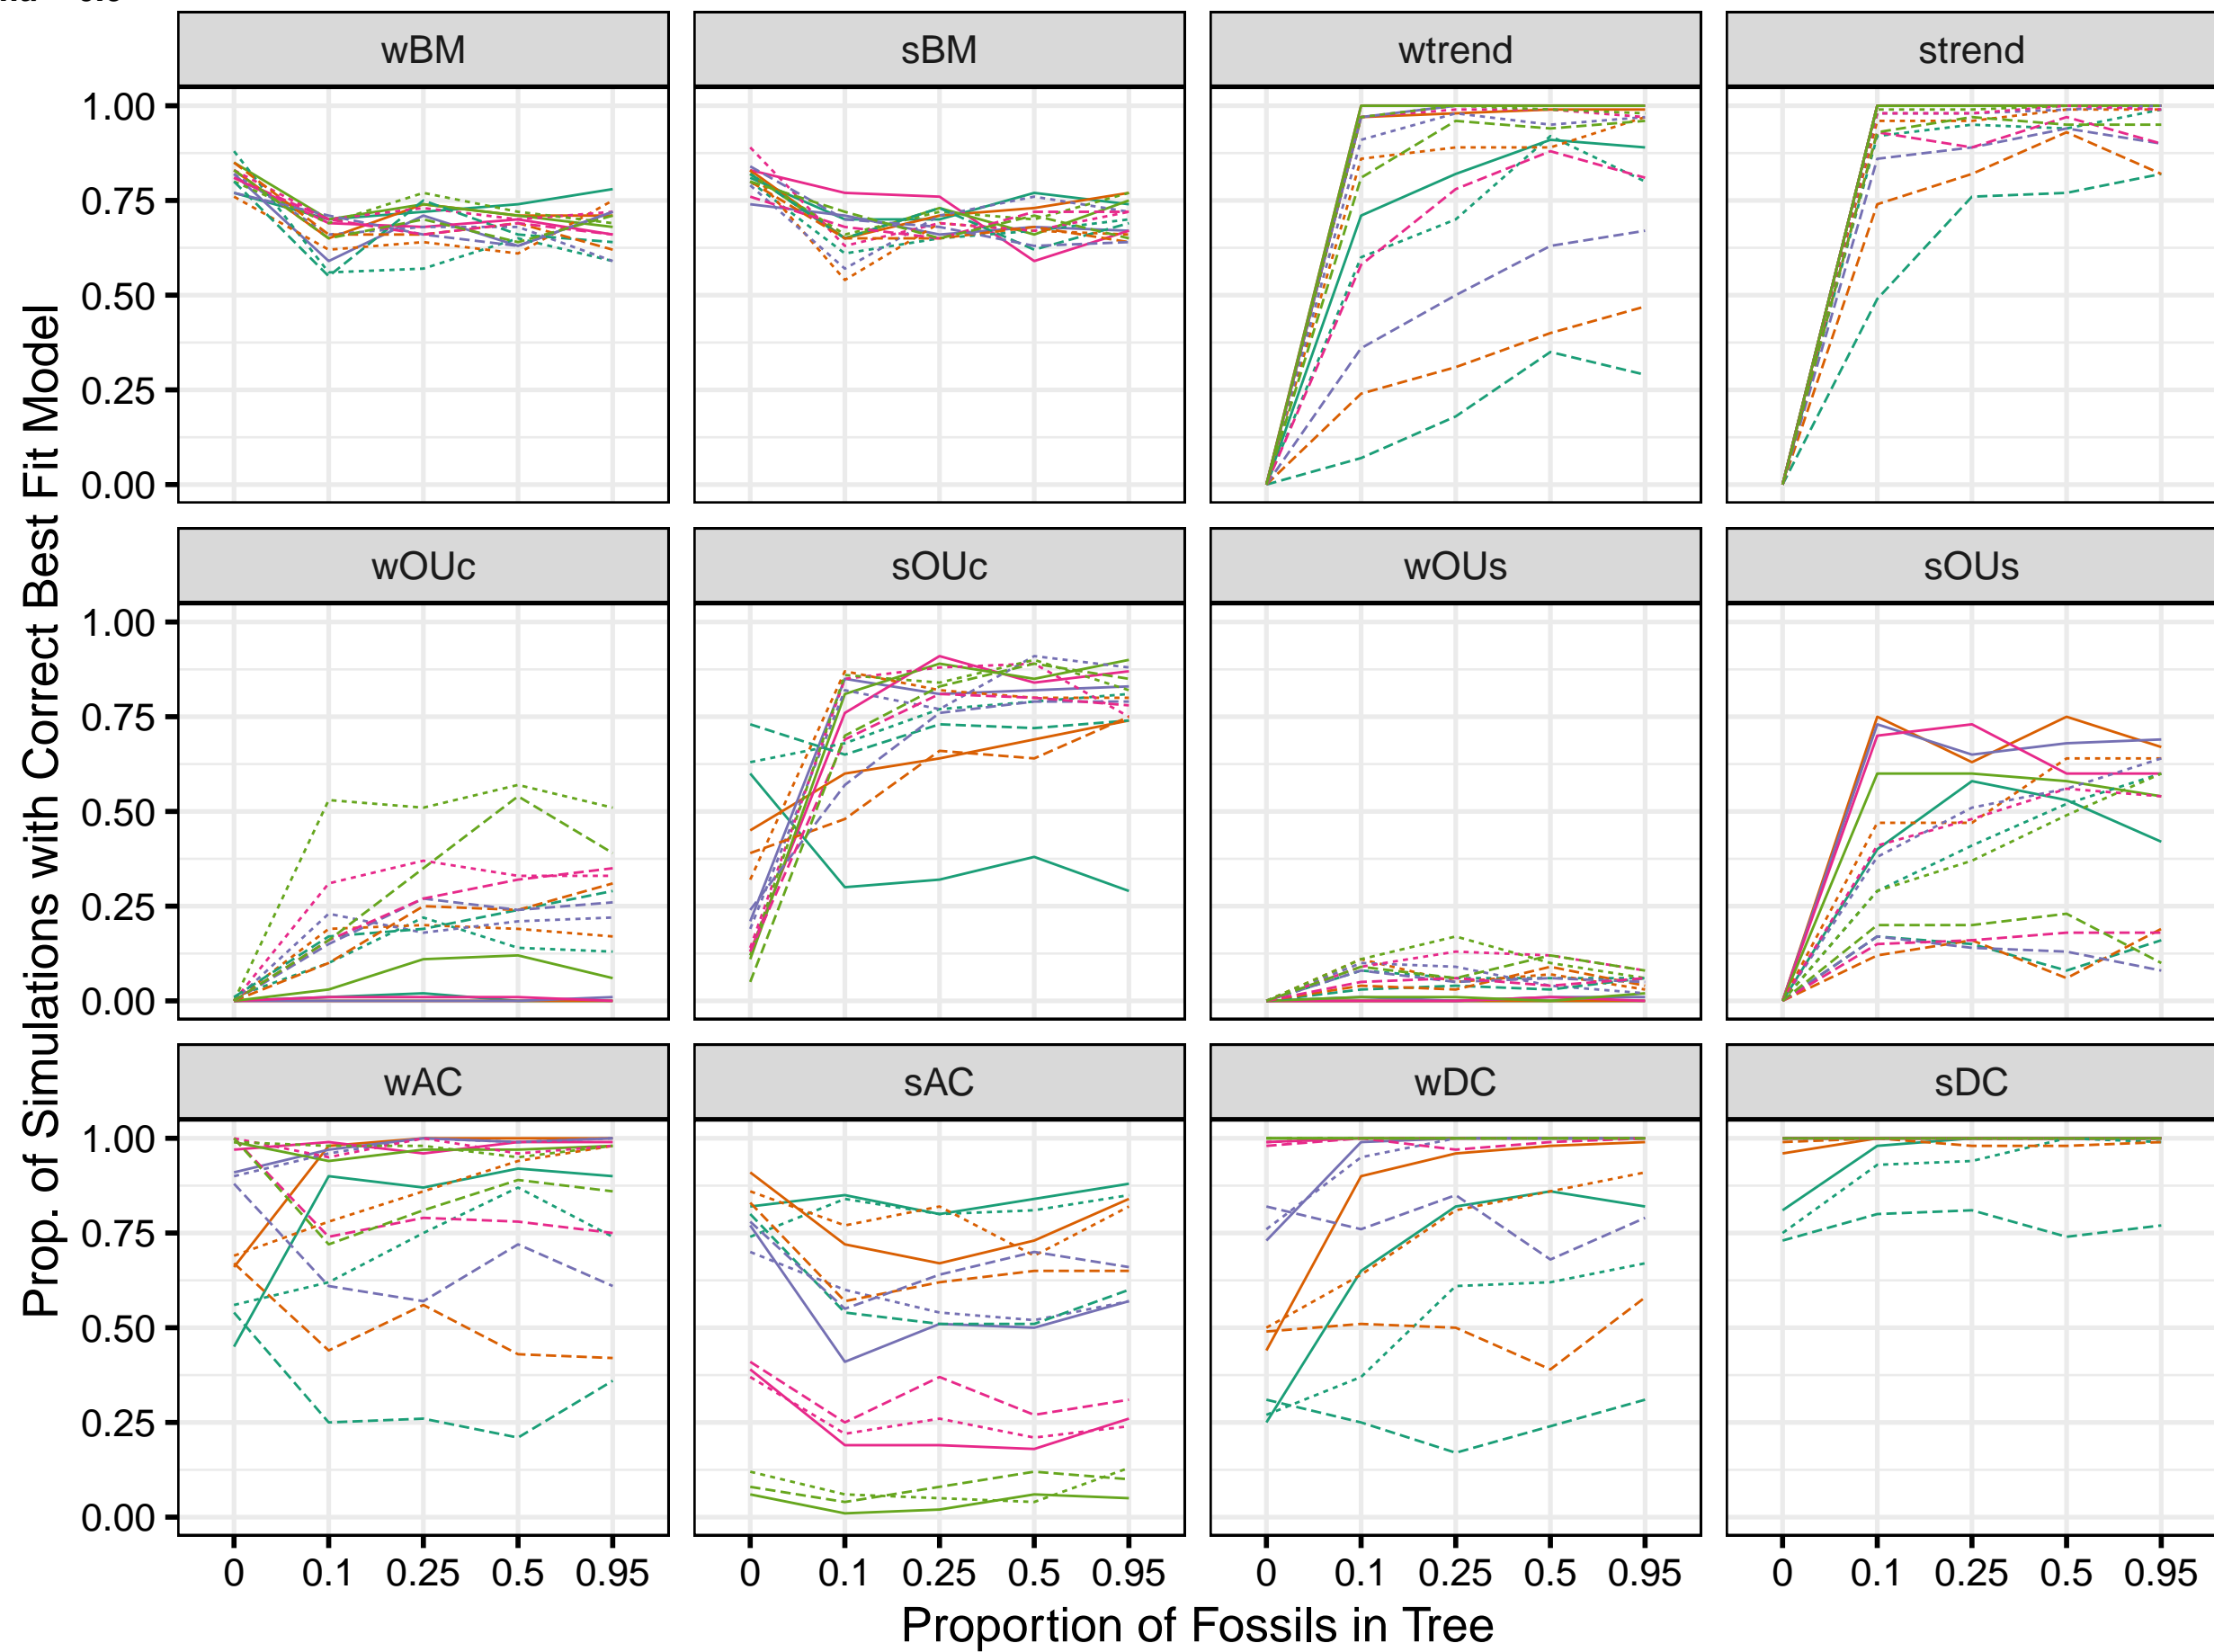 wBM sBM wtrend strend
1.00
0.75
0.50
0.25
0.00
wOUc sOUc wOUs sOUs
1.00
0.75
0.50
0.25
0.00
wAC sAC wDC sDC
1.00
0.75
0.50
0.25
0.00
0 0.1 0.25 0.5 0.95 0 0.1 0.25 0.5 0.95 0 0.1 0.25 0.5 0.95 0 0.1 0.25 0.5 0.95
Proportion of Fossils in Tree
Prop. of Simulations with Correct Best Fit Model